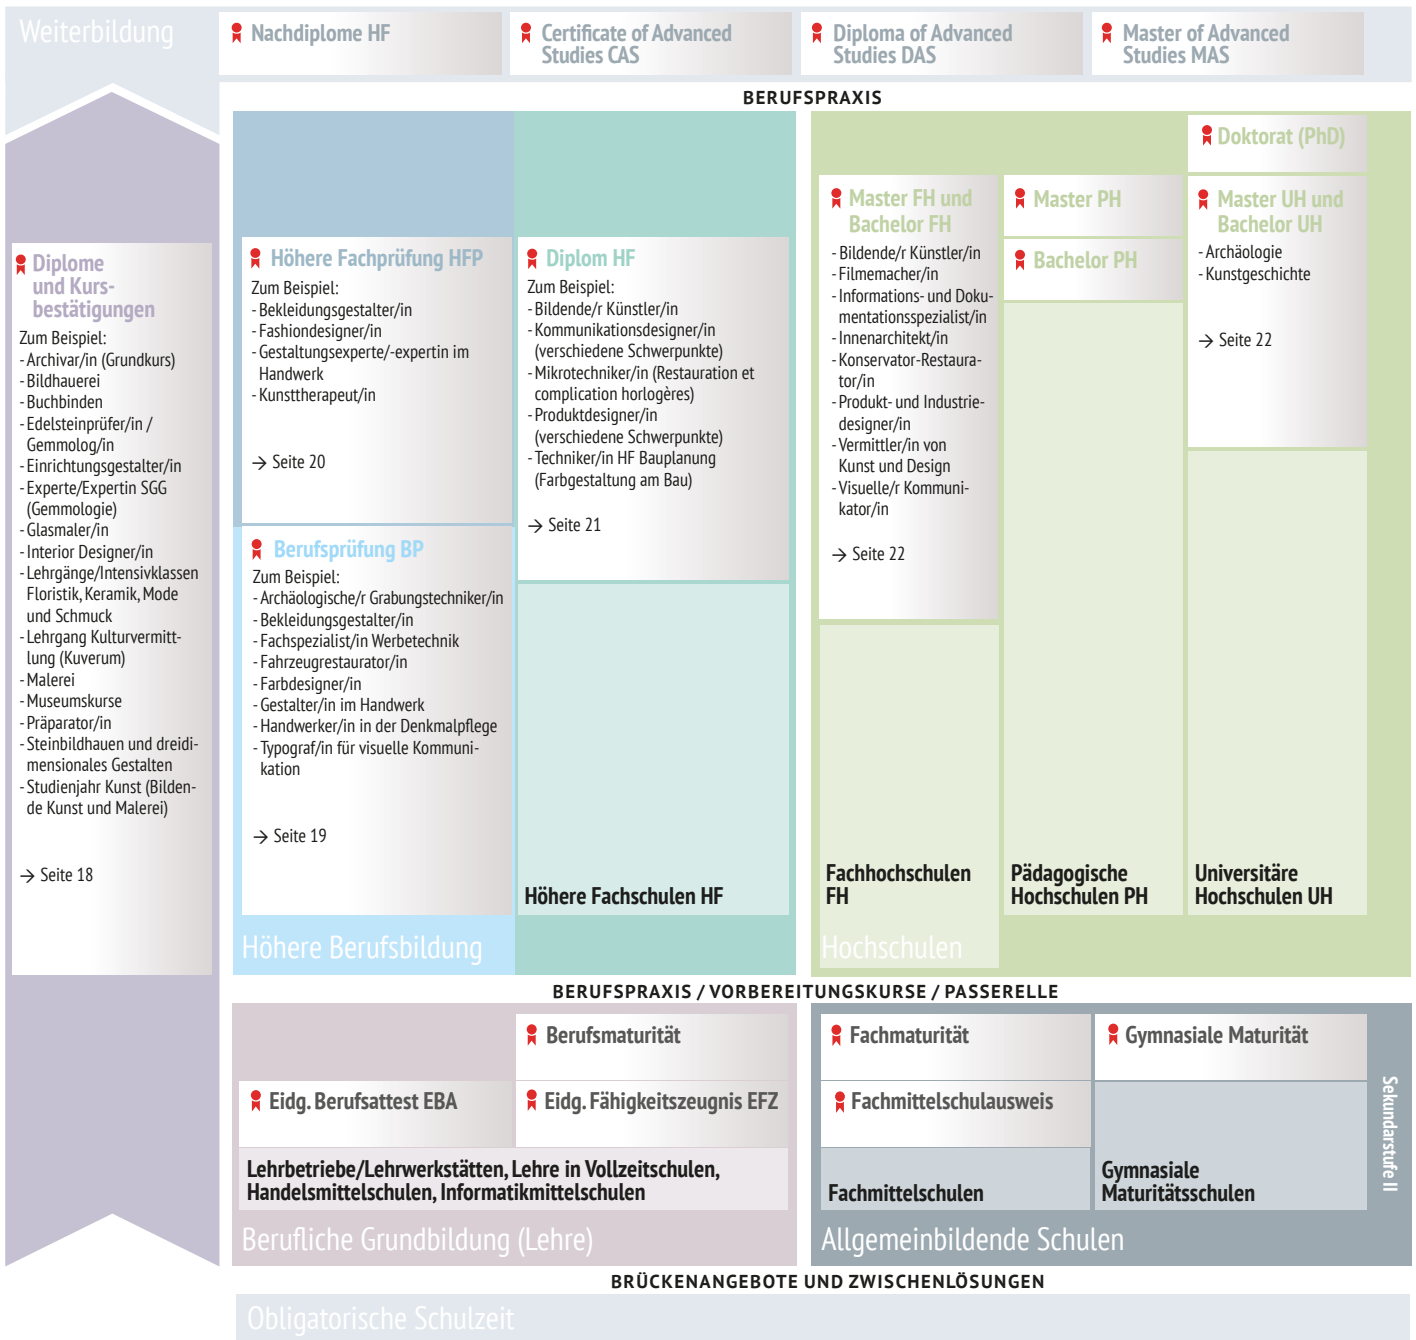 Weiterbildung
Nachdiplome HF
Certificate of Advanced
Studies CAS
Diploma of Advanced
Studies DAS
Master of Advanced
Studies MAS
BERUFSPRAXIS
Diplome
und Kurs-
bestätigungen
Zum Beispiel:
- Archivar/in (Grundkurs)
- Bildhauerei
- Buchbinden
- Edelsteinprüfer/in /
Gemmolog/in
- Einrichtungsgestalter/in
- Experte/Expertin SGG
(Gemmologie)
- Glasmaler/in
- Interior Designer/in
- Lehrgänge/Intensivklassen
Floristik, Keramik, Mode
und Schmuck
- Lehrgang Kulturvermitt-
lung (Kuverum)
- Malerei
- Museumskurse
- Präparator/in
- Steinbildhauen und dreidi-
mensionales Gestalten
- Studienjahr Kunst (Bilden-
de Kunst und Malerei)
→ Seite 18
Höhere Fachprüfung HFP
Zum Beispiel:
- Bekleidungsgestalter/in
- Fashiondesigner/in
- Gestaltungsexperte/-expertin im
Handwerk
- Kunsttherapeut/in
→ Seite 20
Berufsprüfung BP
Zum Beispiel:
- Archäologische/r Grabungstechniker/in
- Bekleidungsgestalter/in
- Fachspezialist/in Werbetechnik
- Fahrzeugrestaurator/in
- Farbdesigner/in
- Gestalter/in im Handwerk
- Handwerker/in in der Denkmalpflege
- Typograf/in für visuelle Kommuni-
kation
→ Seite 19
Diplom HF
Zum Beispiel:
- Bildende/r Künstler/in
- Kommunikationsdesigner/in
(verschiedene Schwerpunkte)
- Mikrotechniker/in (Restauration et
complication horlogères)
- Produktdesigner/in
(verschiedene Schwerpunkte)
- Techniker/in HF Bauplanung
(Farbgestaltung am Bau)
→ Seite 21
Höhere Fachschulen HF
Höhere Berufsbildung
Master FH und
Bachelor FH
- Bildende/r Künstler/in
- Filmemacher/in
- Informations- und Doku-
mentationsspezialist/in
- Innenarchitekt/in
- Konservator-Restaura-
tor/in
- Produkt- und Industrie-
designer/in
- Vermittler/in von
Kunst und Design
- Visuelle/r Kommuni-
kator/in
→ Seite 22
Fachhochschulen
FH
Master PH
Bachelor PH
Pädagogische
Hochschulen PH
Doktorat (PhD)
Master UH und
Bachelor UH
- Archäologie
- Kunstgeschichte
→ Seite 22
Universitäre
Hochschulen UH
Hochschulen
BERUFSPRAXIS / VORBEREITUNGSKURSE / PASSERELLE
Berufsmaturität
Eidg. Berufsattest EBA
Eidg. Fähigkeitszeugnis EFZ
Lehrbetriebe/Lehrwerkstätten, Lehre in Vollzeitschulen,
Handelsmittelschulen, Informatikmittelschulen
Berufliche Grundbildung (Lehre)
Fachmaturität
Fachmittelschulausweis
Fachmittelschulen
Gymnasiale Maturität
Gymnasiale
Maturitätsschulen
Allgemeinbildende Schulen
Sekundarstufe II
BRÜCKENANGEBOTE UND ZWISCHENLÖSUNGEN
Obligatorische Schulzeit